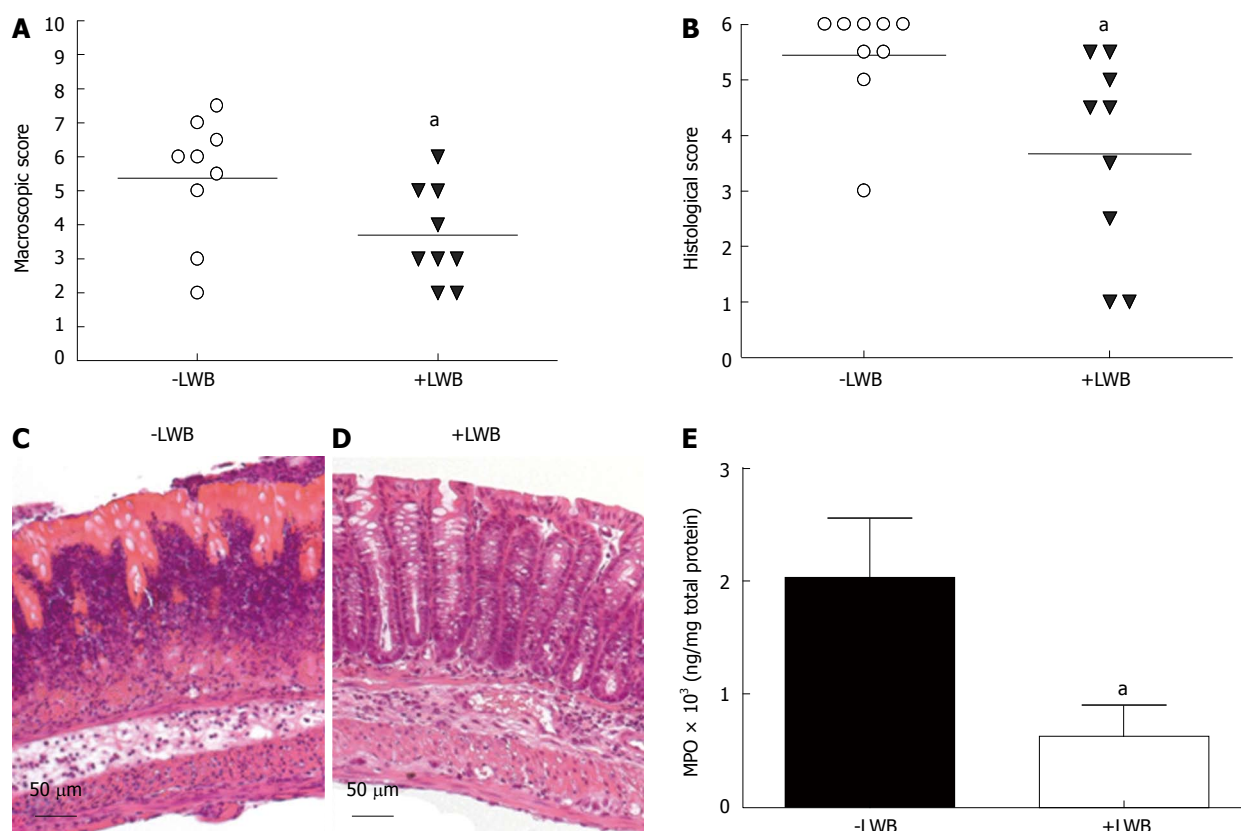 A
Macroscopic score
10
9
8
7
6
5
4
3
2
1
0
a
-LWB
+LWB
B
Histological score
6
5
4
3
2
1
0
a
-LWB
+LWB
C
-LWB
50 μm
D
+LWB
50 μm
E
MPO × 10³ (ng/mg total protein)
3
2
1
0
a
-LWB
+LWB